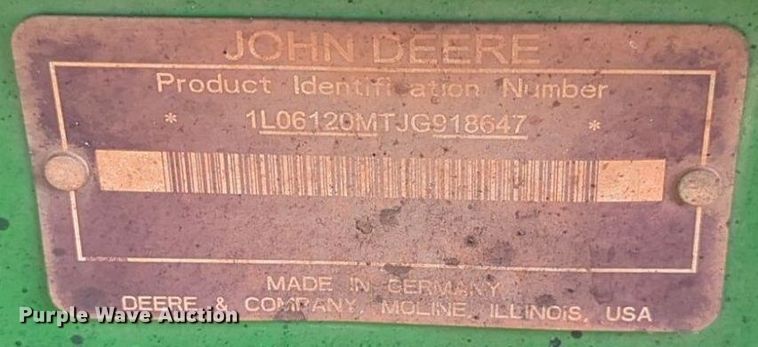 JOHN DEERE
Product Identification Number
* 1L06120MTJG918647 *
MADE IN GERMANY
DEERE & COMPANY, MOLINE, ILLINOIS, USA
Purple Wave Auction